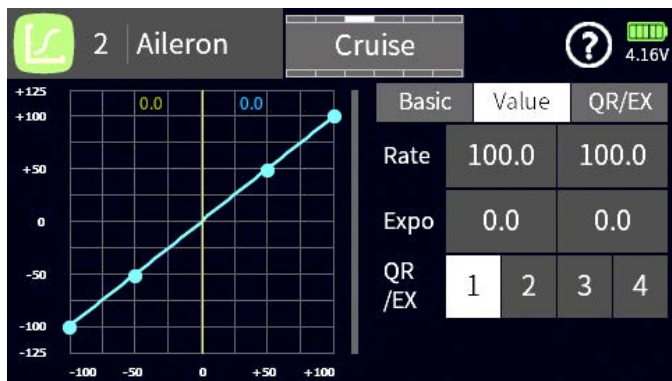 2 Aileron Cruise ? 4.16V
+125 0.0 0.0 Basic Value QR/EX
+100
Rate 100.0 100.0
+50
Expo 0.0 0.0
0
-50
QR /EX 1 2 3 4
-100
-125
-100 -50 0 +50 +100